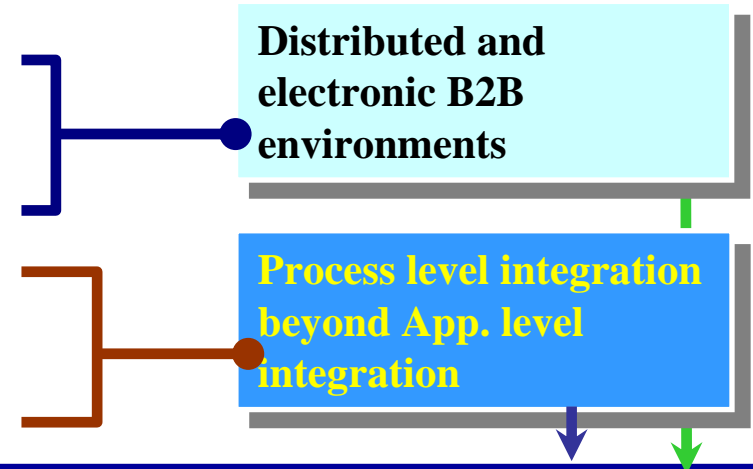 Distributed and
electronic B2B
environments
Process level integration
beyond App. level
integration